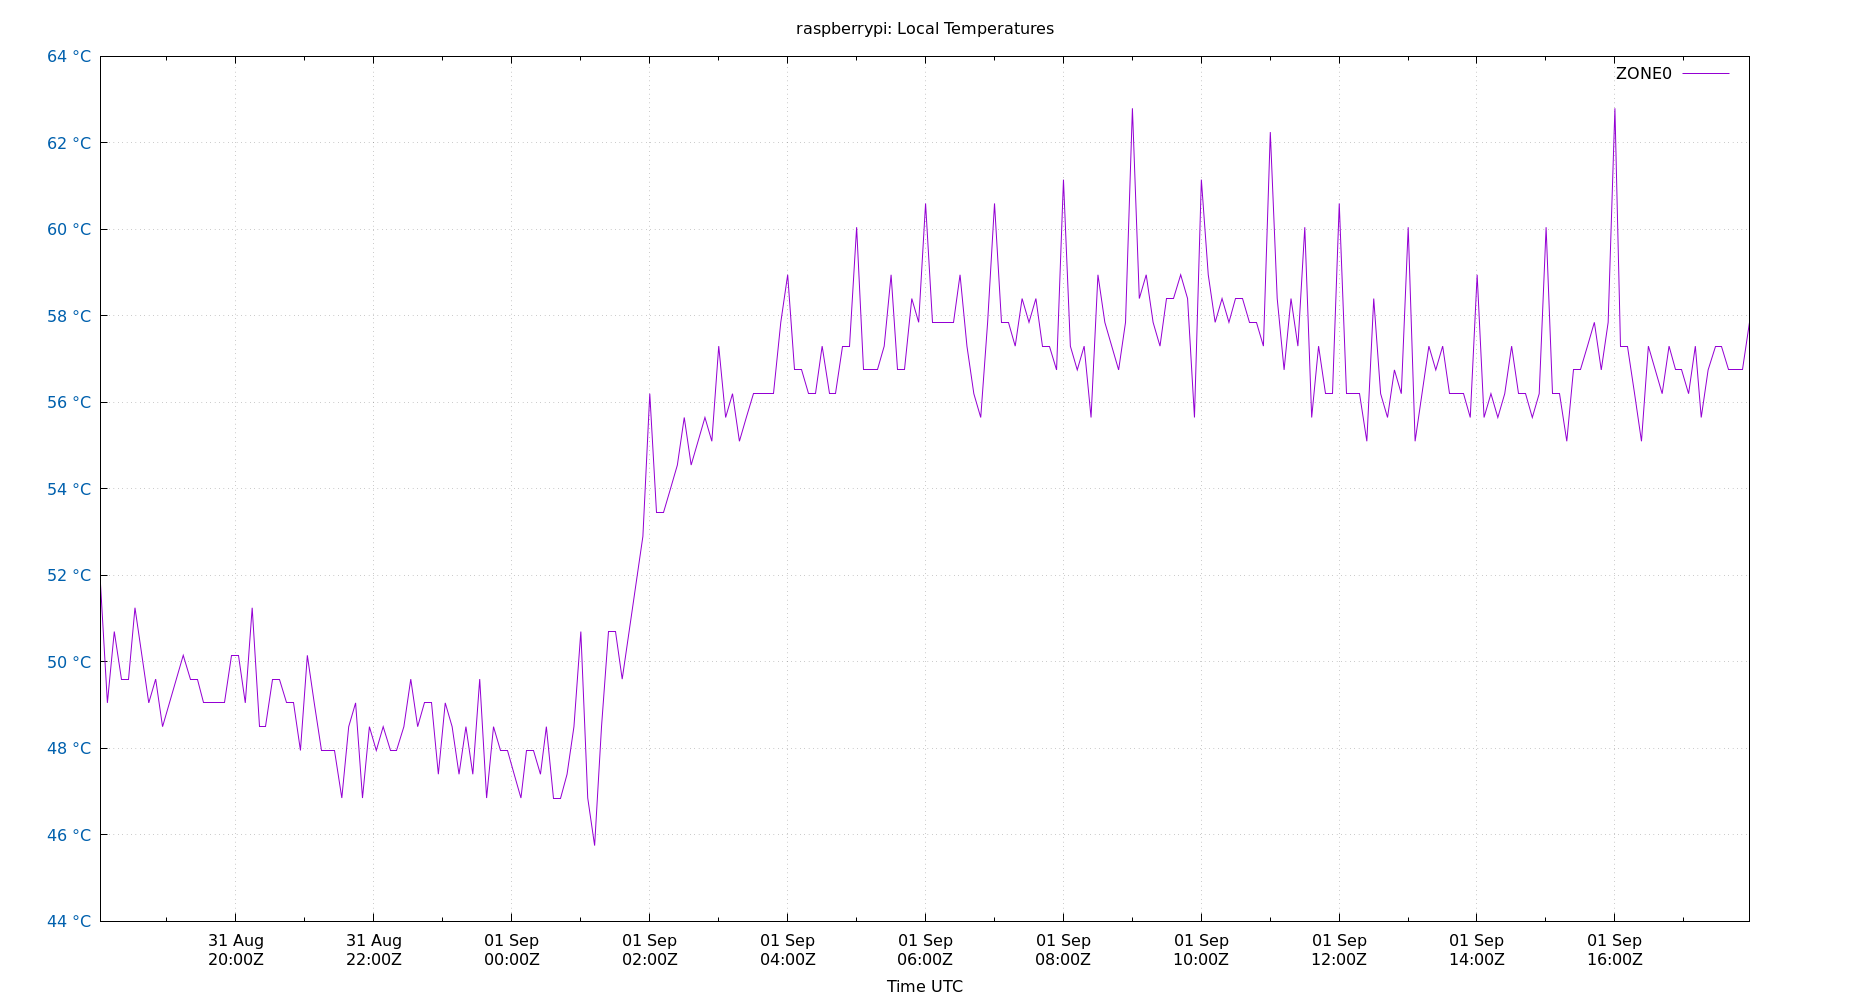 raspberrypi: Local Temperatures
ZONE0
64 °C
62 °C
60 °C
58 °C
56 °C
54 °C
52 °C
50 °C
48 °C
46 °C
44 °C
31 Aug
20:00Z
31 Aug
22:00Z
01 Sep
00:00Z
01 Sep
02:00Z
01 Sep
04:00Z
01 Sep
06:00Z
01 Sep
08:00Z
01 Sep
10:00Z
01 Sep
12:00Z
01 Sep
14:00Z
01 Sep
16:00Z
Time UTC